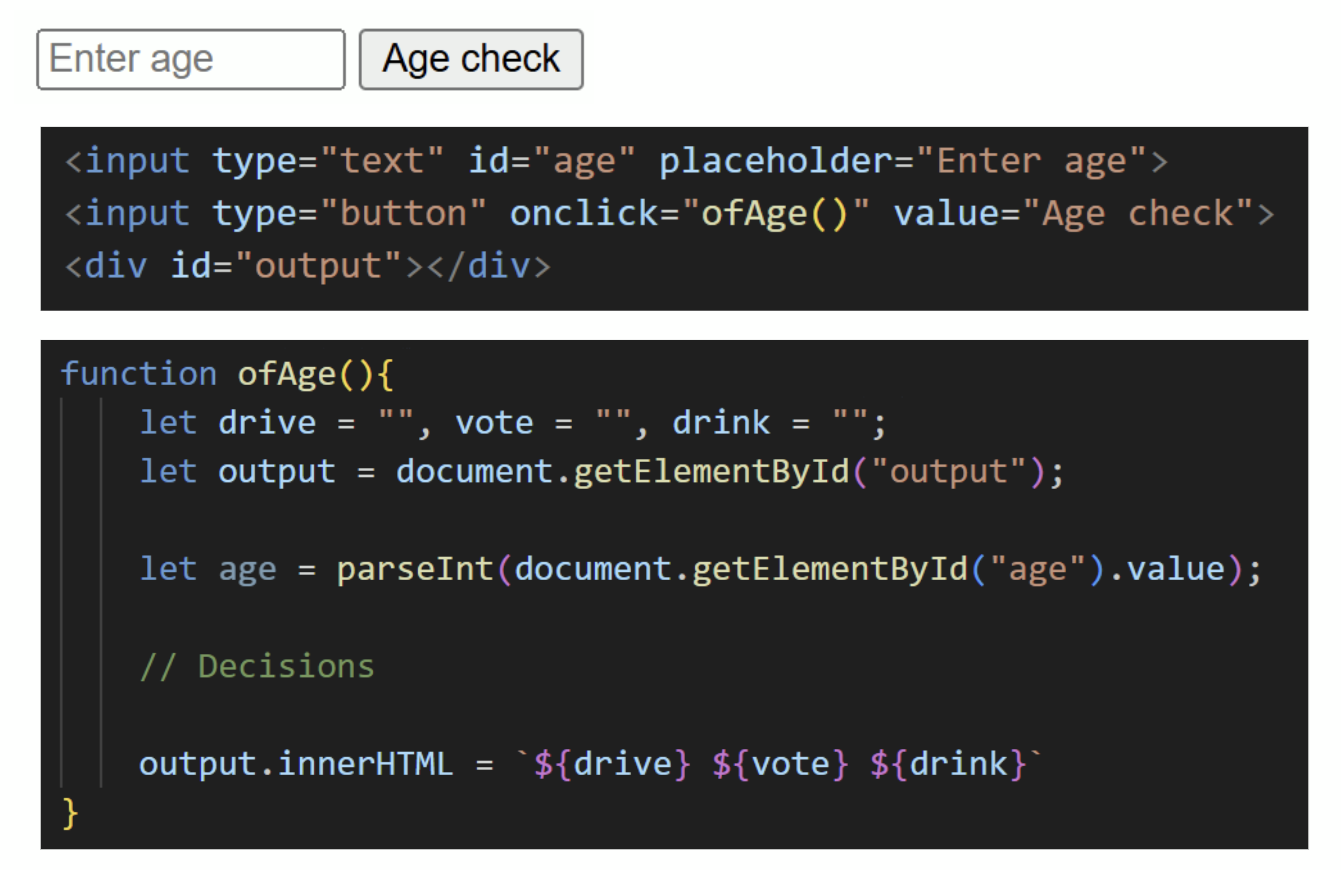 Enter age Age check
<input type="text" id="age" placeholder="Enter age">
<input type="button" onclick="ofAge()" value="Age check">
<div id="output"></div>
function ofAge(){
    let drive = "", vote = "", drink = "";
    let output = document.getElementById("output");
    let age = parseInt(document.getElementById("age").value);
    // Decisions
    output.innerHTML = `${drive} ${vote} ${drink}`
}